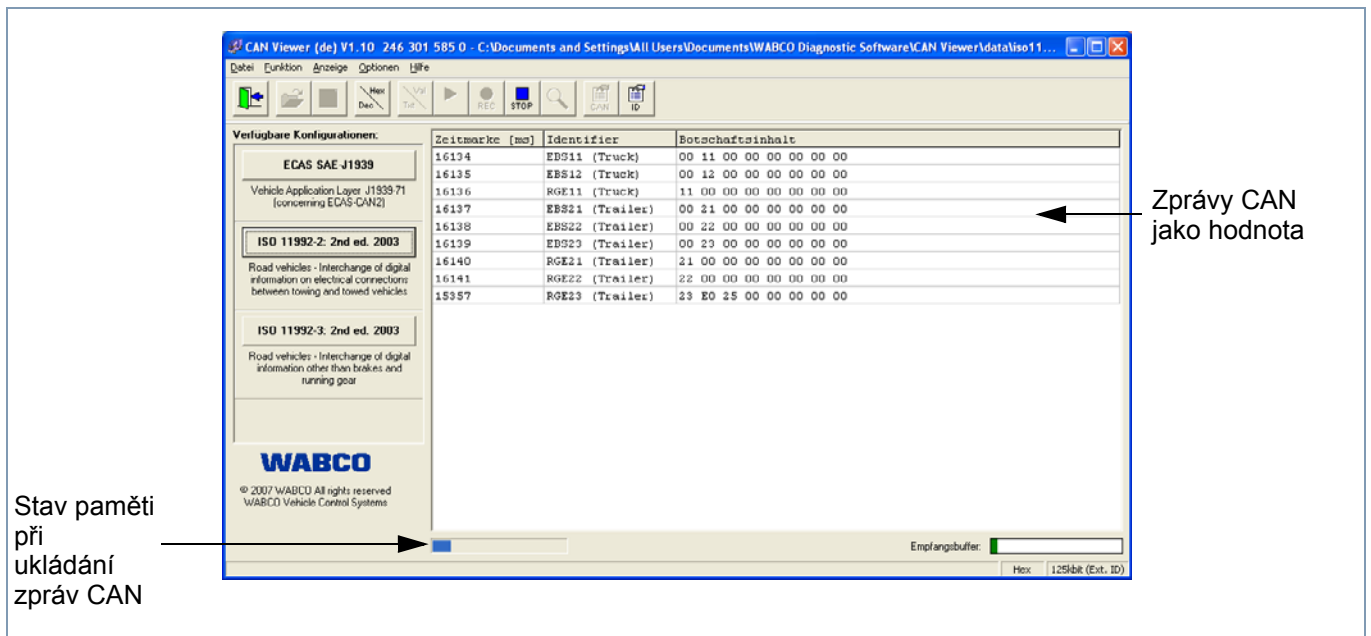 CAN Viewer (de) V1.10 246 301 585 0 - C:\Documents and Settings\All Users\Documents\WABCO Diagnostic Software\CAN Viewer\data\iso11...
Datei Funktion Anzeige Optionen Hilfe
Hex
Dec
Val
Txt
REC
STOP
CAN
ID
Verfügbare Konfigurationen:
ECAS SAE-J1939
Vehicle Application Layer J1939-71
(concerning ECAS-CAN2)
ISO 11992-2: 2nd ed. 2003
Road vehicles - Interchange of digital
information on electrical connections
between towing and towed vehicles
ISO 11992-3: 2nd ed. 2003
Road vehicles - Interchange of digital
information other than brakes and
running gear
WABCO
© 2007 WABCO All rights reserved
WABCO Vehicle Control Systems
Zeitmarke [ms] Identifier Botschaftsinhalt
16134 EBS11 (Truck) 00 11 00 00 00 00 00 00
16135 EBS12 (Truck) 00 12 00 00 00 00 00 00
16136 RGE11 (Truck) 11 00 00 00 00 00 00 00
16137 EBS21 (Trailer) 00 21 00 00 00 00 00 00
16138 EBS22 (Trailer) 00 22 00 00 00 00 00 00
16139 EBS23 (Trailer) 00 23 00 00 00 00 00 00
16140 RGE21 (Trailer) 21 00 00 00 00 00 00 00
16141 RGE22 (Trailer) 22 00 00 00 00 00 00 00
15357 RGE23 (Trailer) 23 E0 25 00 00 00 00 00
Zprávy CAN
jako hodnota
Stav paměti
při
ukládání
zpráv CAN
Empfangsbuffer:
Hex 125kbit (Ext. ID)